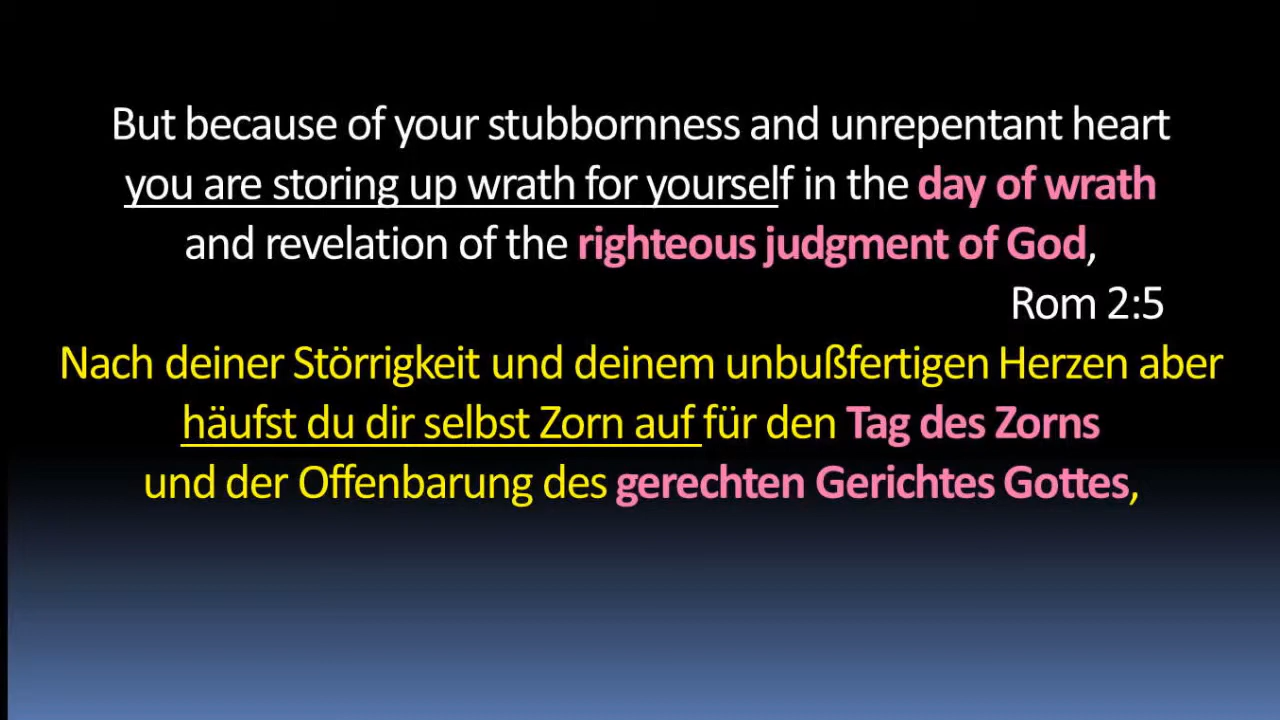 But because of your stubbornness and unrepentant heart
you are storing up wrath for yourself in the day of wrath
and revelation of the righteous judgment of God,
Rom 2:5
Nach deiner Störrigkeit und deinem unbußfertigen Herzen aber
häufst du dir selbst Zorn auf für den Tag des Zorns
und der Offenbarung des gerechten Gerichtes Gottes,